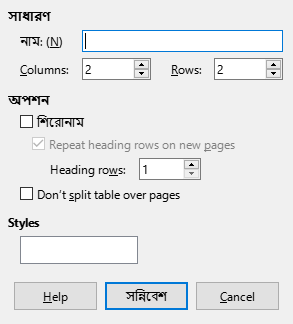 সাধারণ
নাম: (N)
Columns: 2 Rows: 2
অপশন
শিরোনাম
Repeat heading rows on new pages
Heading rows: 1
Don't split table over pages
Styles
Help সন্নিবেশ Cancel